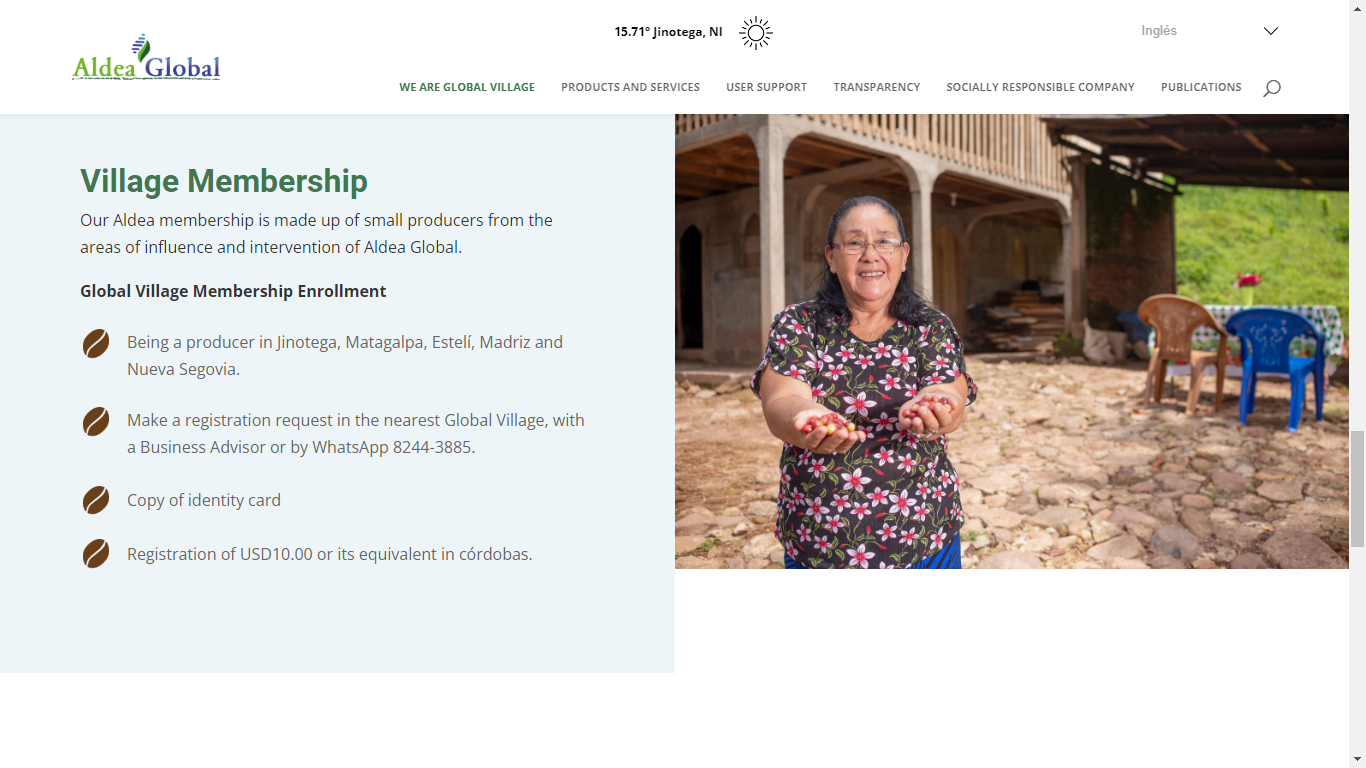 15.71° Jinotega, NI
Inglés
Aldea Global
WE ARE GLOBAL VILLAGE
PRODUCTS AND SERVICES
USER SUPPORT
TRANSPARENCY
SOCIALLY RESPONSIBLE COMPANY
PUBLICATIONS
Village Membership
Our Aldea membership is made up of small producers from the
areas of influence and intervention of Aldea Global.
Global Village Membership Enrollment
Being a producer in Jinotega, Matagalpa, Estelí, Madriz and
Nueva Segovia.
Make a registration request in the nearest Global Village, with
a Business Advisor or by WhatsApp 8244-3885.
Copy of identity card
Registration of USD10.00 or its equivalent in córdobas.